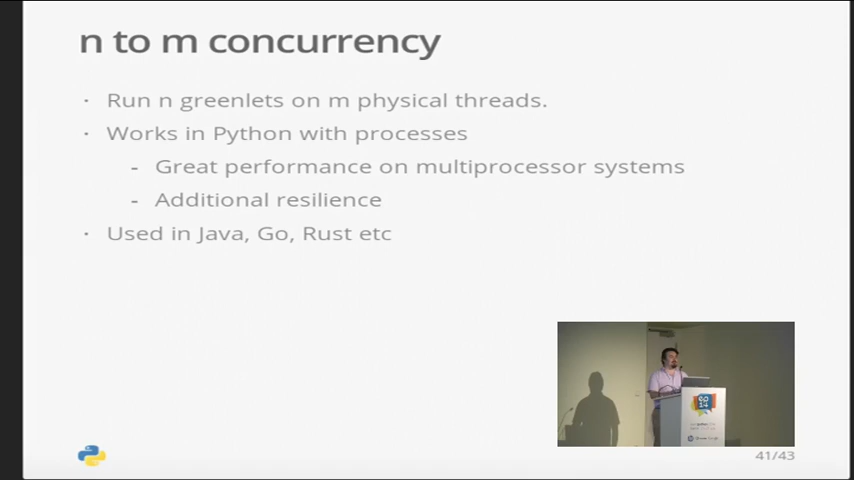 n to m concurrency
· Run n greenlets on m physical threads.
· Works in Python with processes
- Great performance on multiprocessor systems
- Additional resilience
· Used in Java, Go, Rust etc
41/43